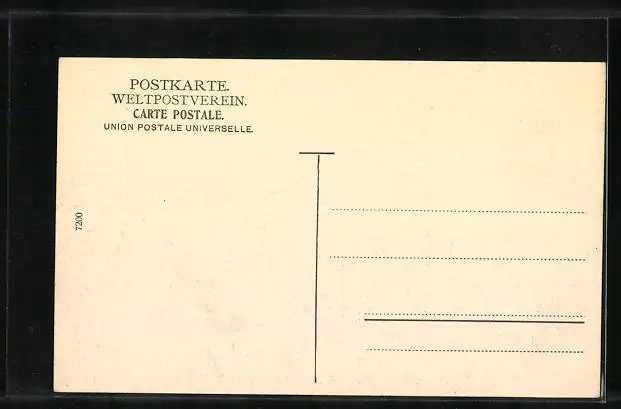 POSTKARTE.
WELTPOSTVEREIN.
CARTE POSTALE.
UNION POSTALE UNIVERSELLE.
7200